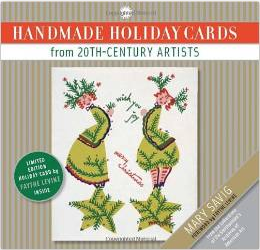 HANDMADE HOLIDAY CARDS
from 20TH-CENTURY ARTISTS
wish you
joy
merry
christmas
LIMITED
EDITION
HOLIDAY CARD by
FAYTHE LEVINE
INSIDE
MARY SAVIG